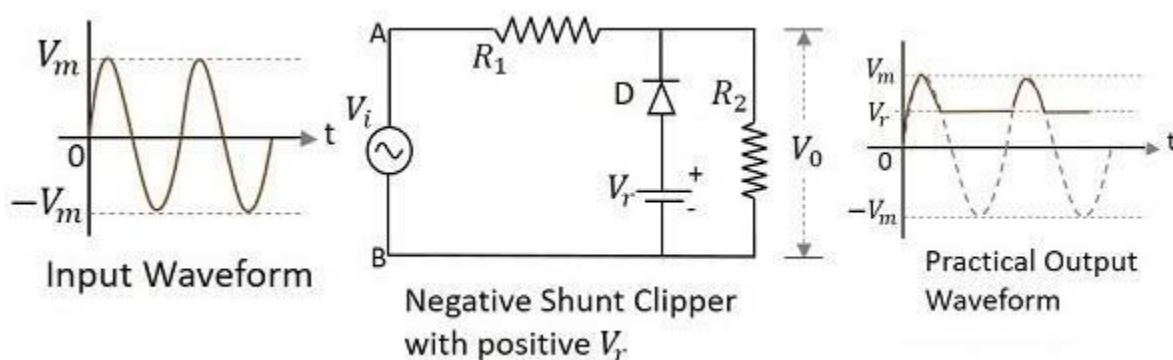 V_m
0
t
−V_m
Input Waveform
A
R_1
V_i
D
R_2
V_r
+
-
V_0
B
Negative Shunt Clipper
with positive V_r
V_m
V_r
0
t
−V_m
Practical Output
Waveform